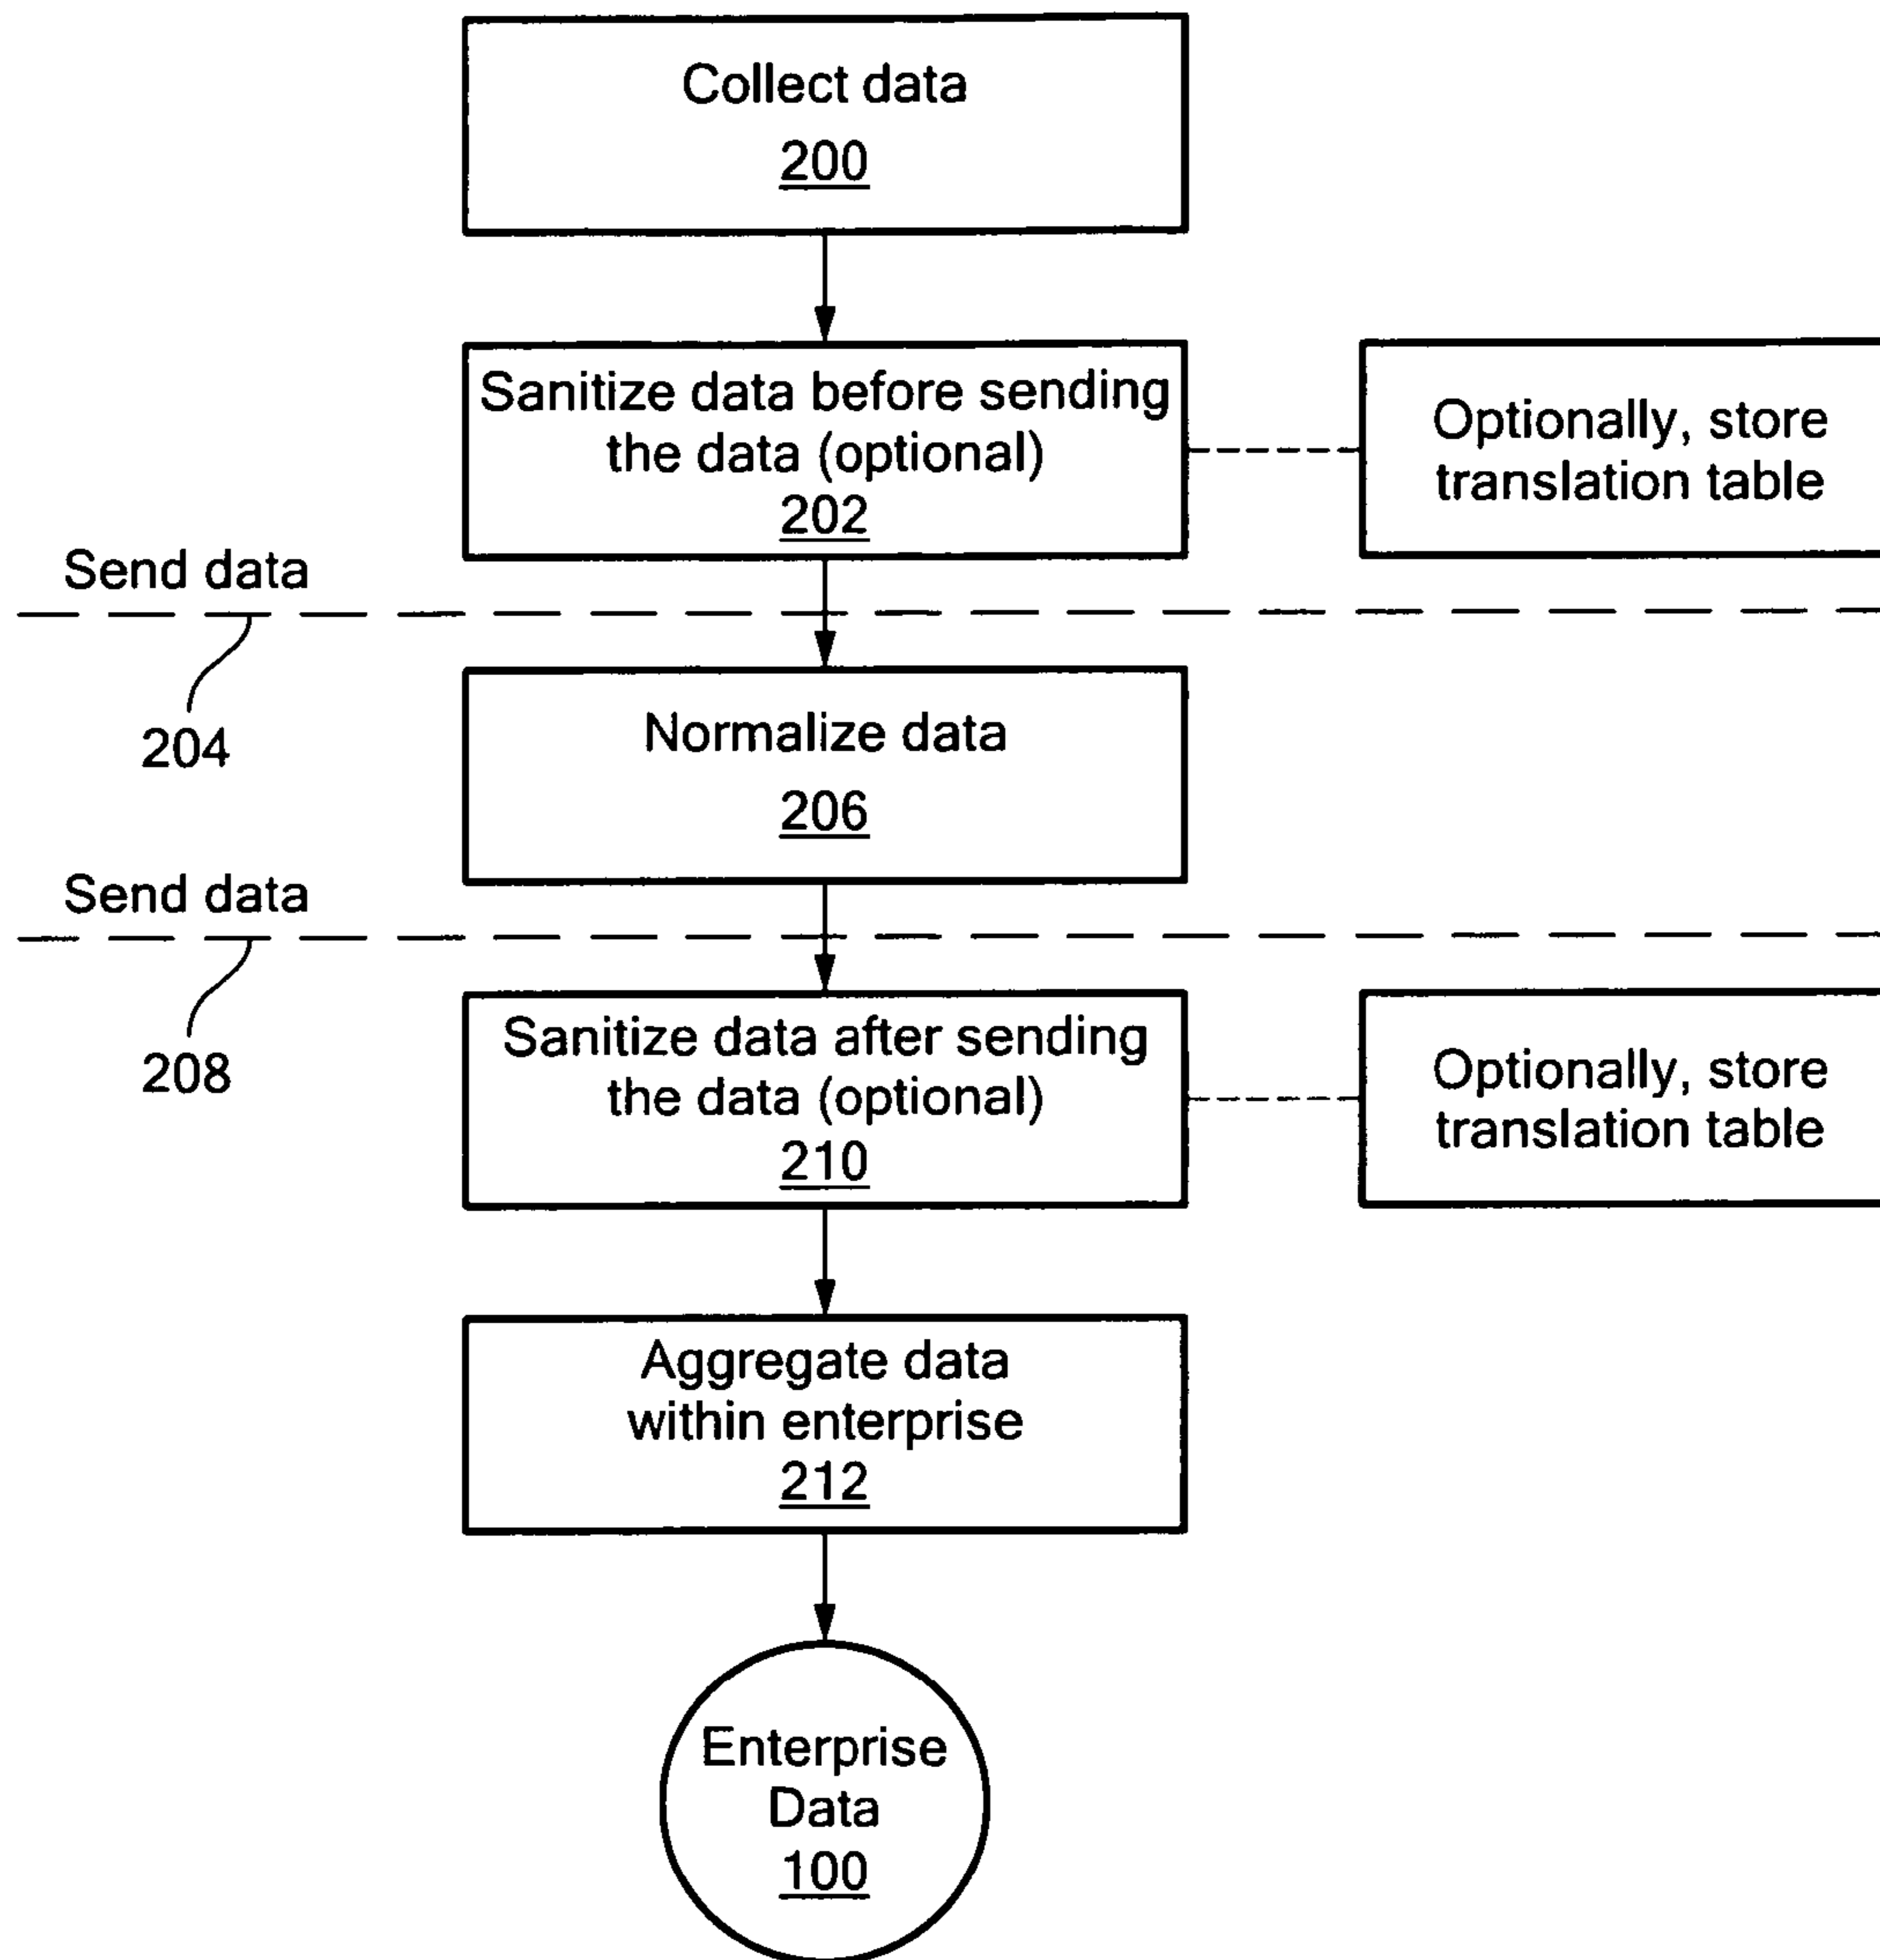 Collect data
200
Sanitize data before sending
the data (optional)
202
Optionally, store
translation table
Send data
204
Normalize data
206
Send data
208
Sanitize data after sending
the data (optional)
210
Optionally, store
translation table
Aggregate data
within enterprise
212
Enterprise
Data
100